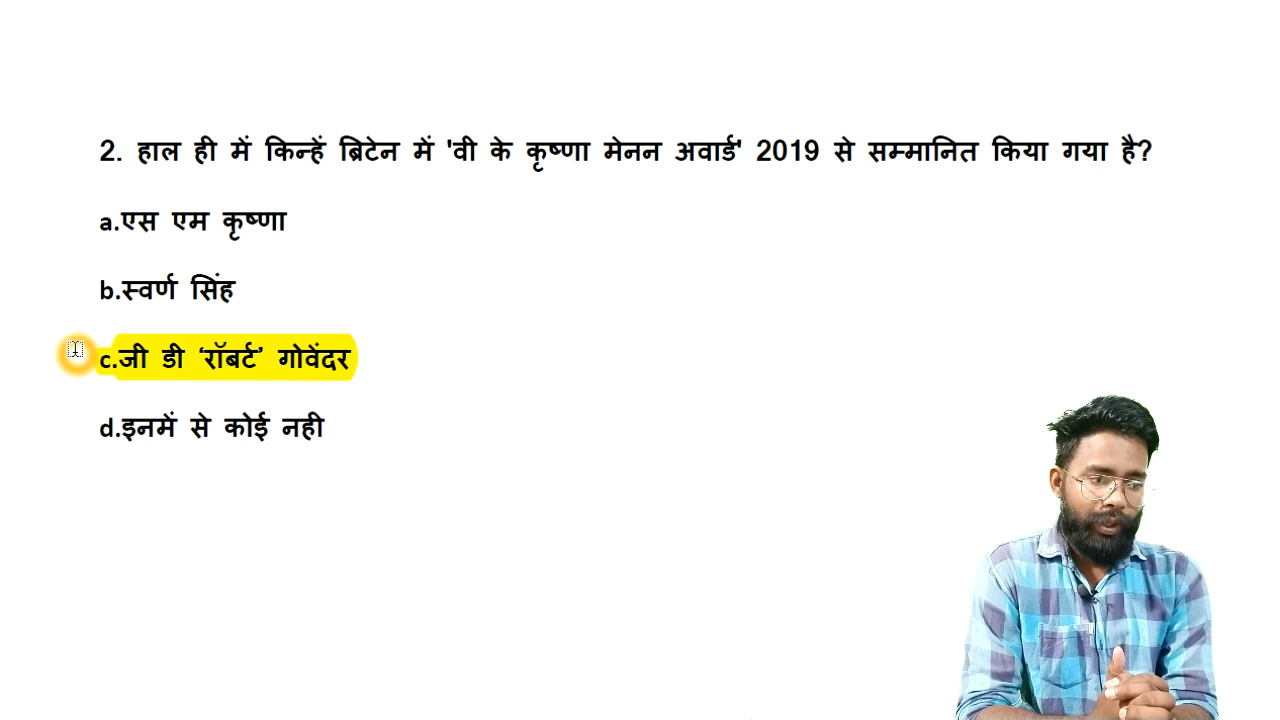 2. हाल ही में किन्हें ब्रिटेन में 'वी के कृष्णा मेनन अवार्ड' 2019 से सम्मानित किया गया है?
a.एस एम कृष्णा
b.स्वर्ण सिंह
c.जी डी ‘रॉबर्ट’ गोवेंदर
d.इनमें से कोई नही